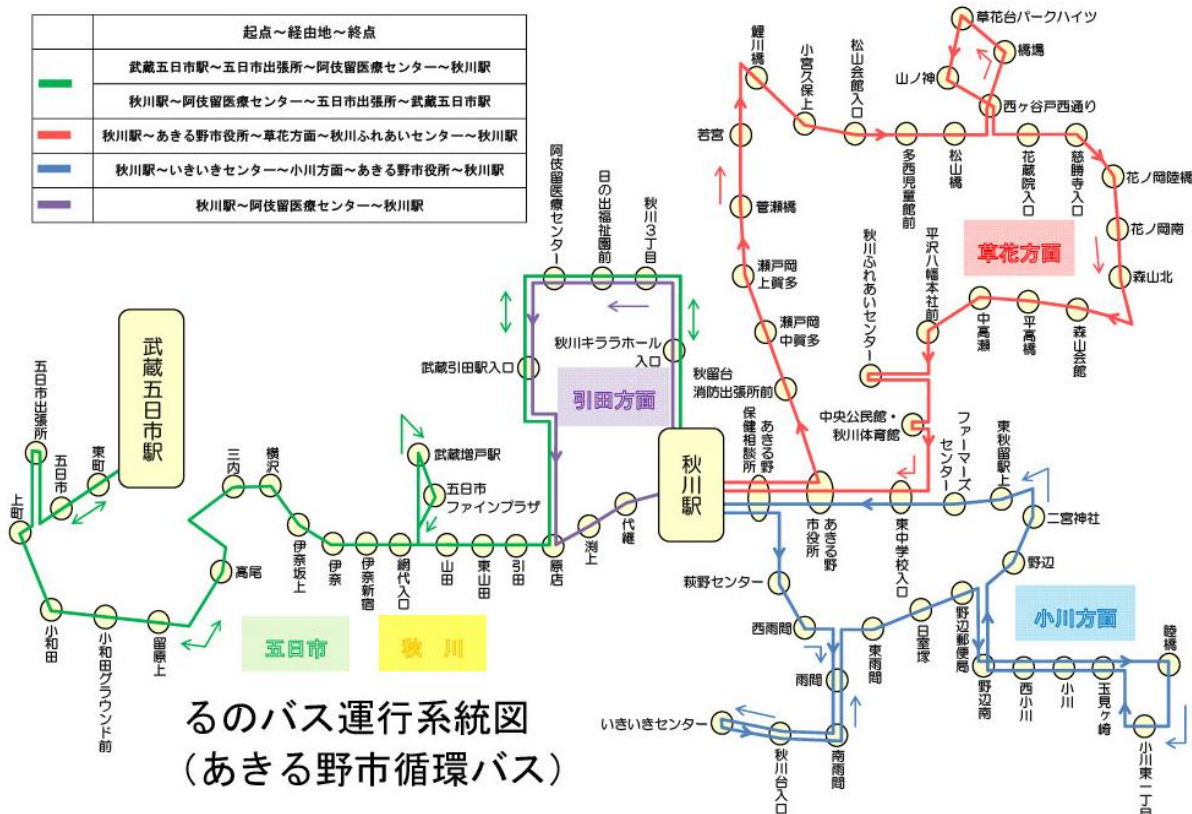 起点～経由地～終点
武蔵五日市駅～五日市出張所～阿伎留医療センター～秋川駅
秋川駅～阿伎留医療センター～五日市出張所～武蔵五日市駅
秋川駅～あきる野市役所～草花方面～秋川ふれあいセンター～秋川駅
秋川駅～いきいきセンター～小川方面～あきる野市役所～秋川駅
秋川駅～阿伎留医療センター～秋川駅
武蔵五日市駅
五日市出張所
東町
五日市
上町
小和田
小和田グラウンド前
留原上
高尾
三内
横沢
伊奈坂上
伊奈
伊奈新宿
網代入口
武蔵増戸駅
五日市
ファインプラザ
山田
東山田
引田
原店
渕上
代継
武蔵引田駅入口
阿伎留医療センター
日の出福祉園前
秋川3丁目
秋川キララホール
入口
引田方面
秋川駅
あきる野
保健相談所
あきる野
市役所
秋留台
消防出張所前
瀬戸岡
中賀多
瀬戸岡
上賀多
菅瀬橋
若宮
鯉川橋
小宮久保上
松山会館入口
多西児童館前
松山橋
西ヶ谷戸西通り
橋場
草花台パークハイツ
山ノ神
花蔵院入口
慈勝寺入口
花ノ岡陸橋
花ノ岡南
森山北
草花方面
森山会館
平高橋
中高瀬
平沢八幡本社前
秋川ふれあいセンター
中央公民館・
秋川体育館
東中学校入口
ファーマーズ
センター
東秋留駅上
二宮神社
野辺
小川方面
萩野センター
西雨間
雨間
南雨間
秋川台入口
いきいきセンター
東雨間
日室塚
野辺郵便局
野辺南
西小川
小川
玉見ヶ崎
睦橋
小川東一丁目
五日市
秋川
るのバス運行系統図
(あきる野市循環バス)